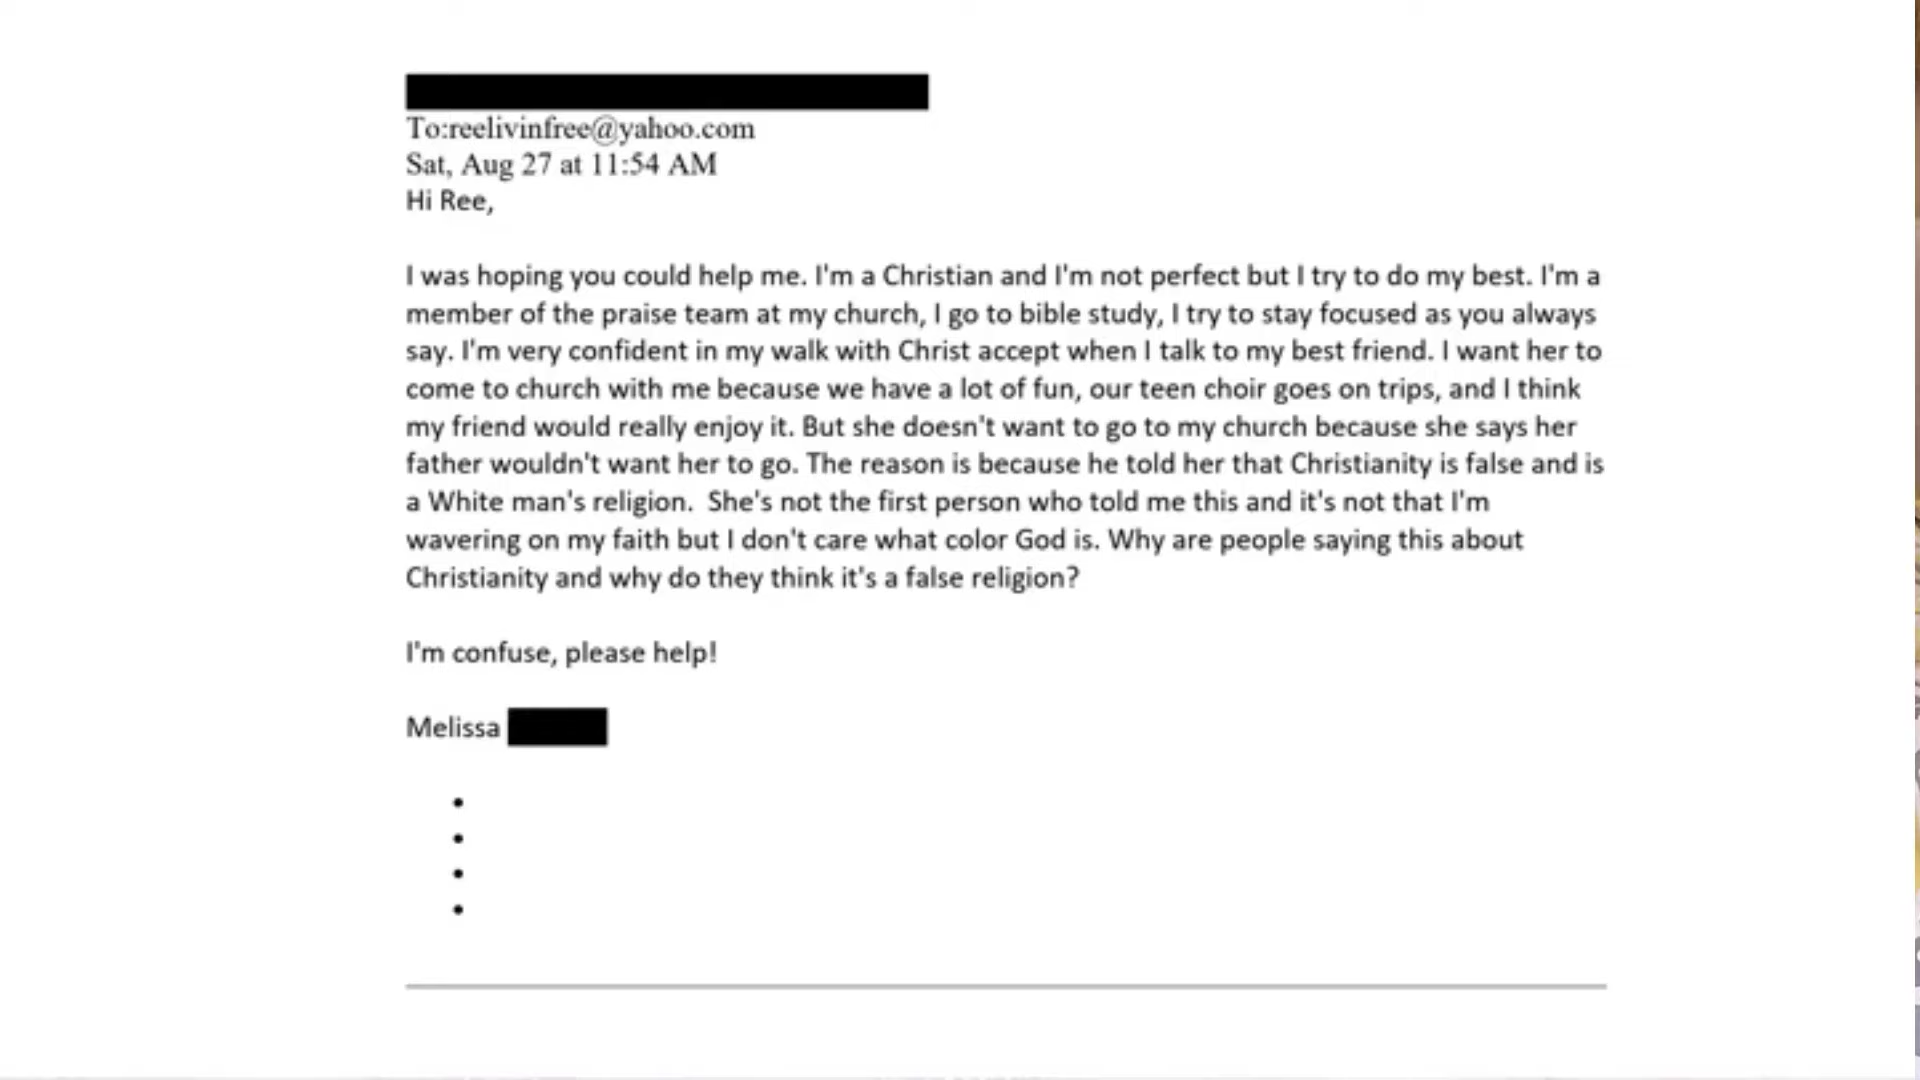 To:reelivinfree@yahoo.com
Sat, Aug 27 at 11:54 AM
Hi Ree,
I was hoping you could help me. I'm a Christian and I'm not perfect but I try to do my best. I'm a
member of the praise team at my church, I go to bible study, I try to stay focused as you always
say. I'm very confident in my walk with Christ accept when I talk to my best friend. I want her to
come to church with me because we have a lot of fun, our teen choir goes on trips, and I think
my friend would really enjoy it. But she doesn't want to go to my church because she says her
father wouldn't want her to go. The reason is because he told her that Christianity is false and is
a White man's religion.  She's not the first person who told me this and it's not that I'm
wavering on my faith but I don't care what color God is. Why are people saying this about
Christianity and why do they think it's a false religion?
I'm confuse, please help!
Melissa